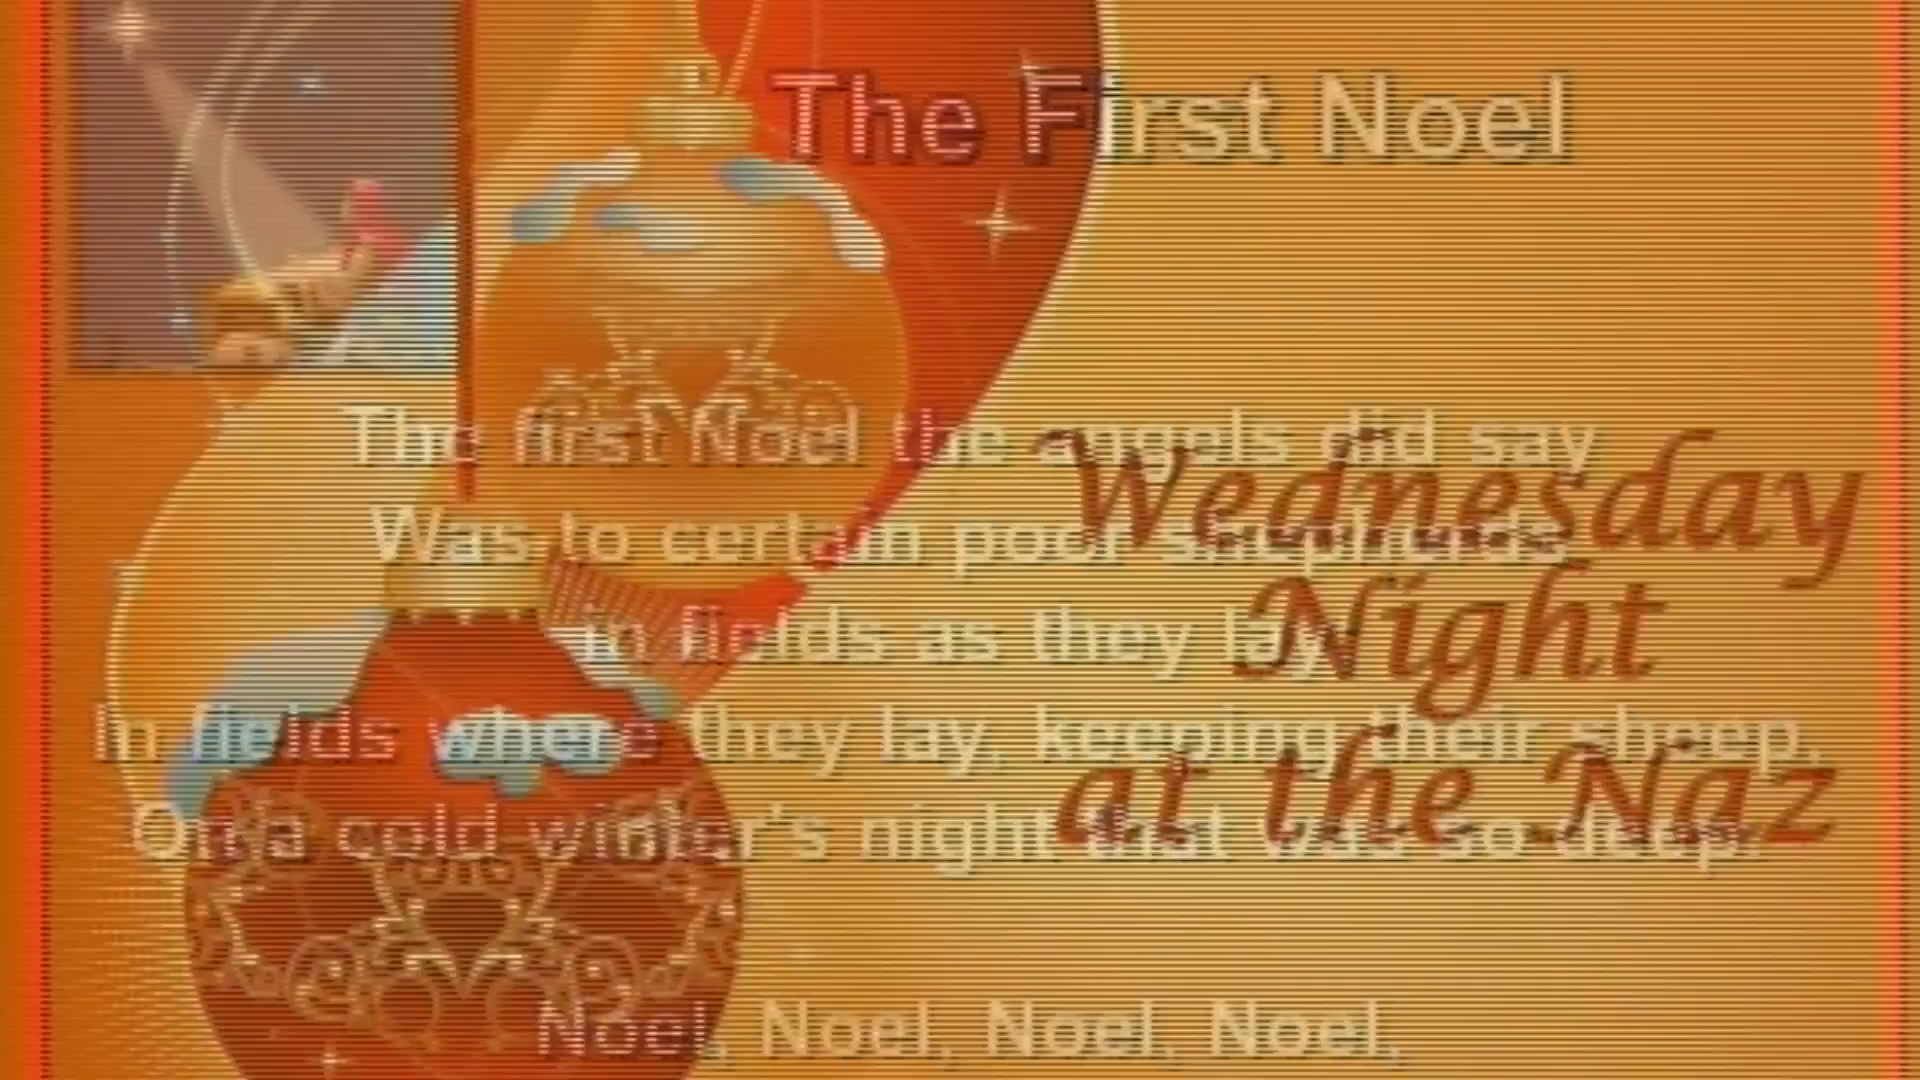 The First Noel
The first Noel the angels did say
Was to certain poor shepherds
in fields as they lay,
In fields where they lay, keeping their sheep,
On a cold winter's night that was so deep.
Noel, Noel, Noel, Noel,
Wednesday
Night
at the Naz